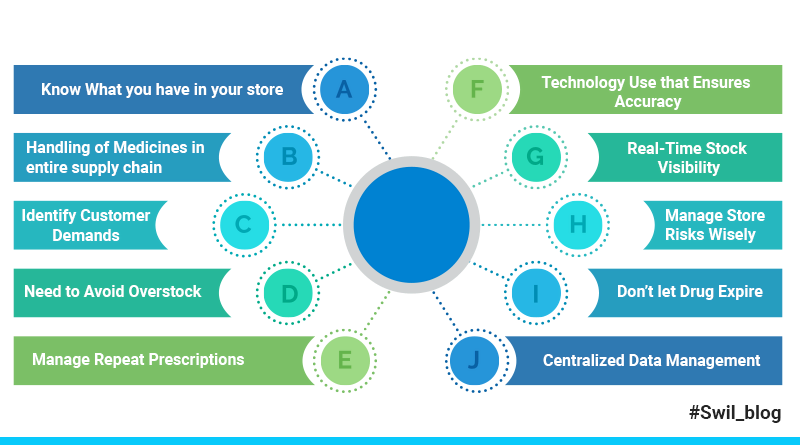 Know What you have in your store
A
Handling of Medicines in
entire supply chain
B
Identify Customer
Demands
C
Need to Avoid Overstock
D
Manage Repeat Prescriptions
E
F
Technology Use that Ensures
Accuracy
G
Real-Time Stock
Visibility
H
Manage Store
Risks Wisely
I
Don’t let Drug Expire
J
Centralized Data Management
#Swil_blog